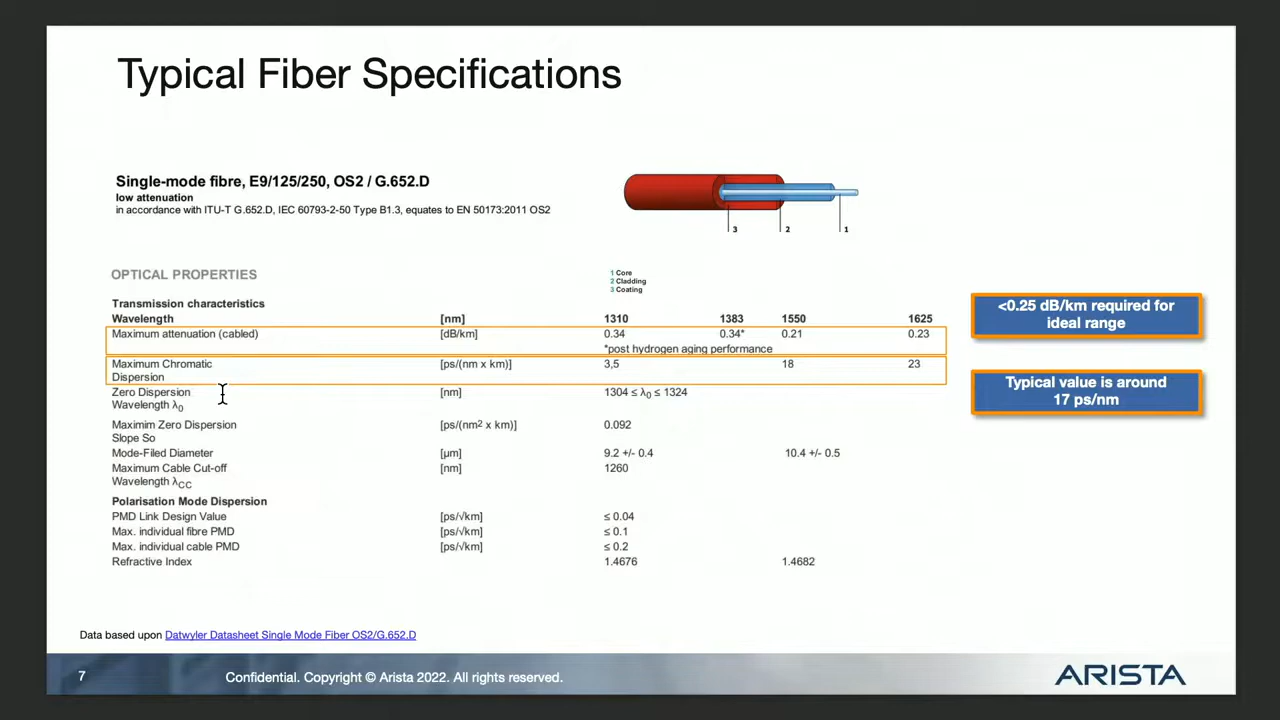 Typical Fiber Specifications
Single-mode fibre, E9/125/250, OS2 / G.652.D
low attenuation
in accordance with ITU-T G.652.D, IEC 60793-2-50 Type B1.3, equates to EN 50173:2011 OS2
3 2 1
OPTICAL PROPERTIES
1 Core
2 Cladding
3 Coating
Transmission characteristics
Wavelength [nm] 1310 1383 1550 1625
Maximum attenuation (cabled) [dB/km] 0.34 0.34* 0.21 0.23
*post hydrogen aging performance
Maximum Chromatic [ps/(nm x km)] 3,5 18 23
Dispersion
Zero Dispersion [nm] 1304 ≤ λ0 ≤ 1324
Wavelength λ0
Maximim Zero Dispersion [ps/(nm2 x km)] 0.092
Slope So
Mode-Filed Diameter [μm] 9.2 +/- 0.4 10.4 +/- 0.5
Maximum Cable Cut-off [nm] 1260
Wavelength λCC
Polarisation Mode Dispersion
PMD Link Design Value [ps/√km] ≤ 0.04
Max. individual fibre PMD [ps/√km] ≤ 0.1
Max. individual cable PMD [ps/√km] ≤ 0.2
Refractive Index 1.4676 1.4682
<0.25 dB/km required for
ideal range
Typical value is around
17 ps/nm
Data based upon Datwyler Datasheet Single Mode Fiber OS2/G.652.D
7 Confidential. Copyright © Arista 2022. All rights reserved. ARISTA